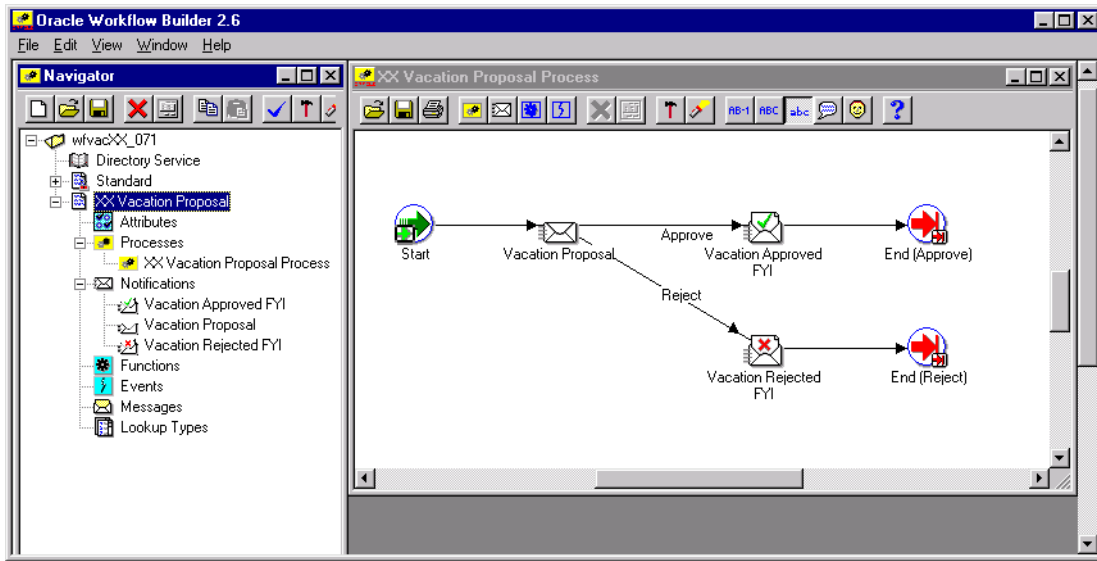 Oracle Workflow Builder 2.6
File Edit View Window Help
Navigator
wfvacXX_071
Directory Service
Standard
XX Vacation Proposal
Attributes
Processes
XX Vacation Proposal Process
Notifications
Vacation Approved FYI
Vacation Proposal
Vacation Rejected FYI
Functions
Events
Messages
Lookup Types
XX Vacation Proposal Process
AB-1 ABC abc ?
Start
Vacation Proposal
Approve
Vacation Approved
FYI
End (Approve)
Reject
Vacation Rejected
FYI
End (Reject)